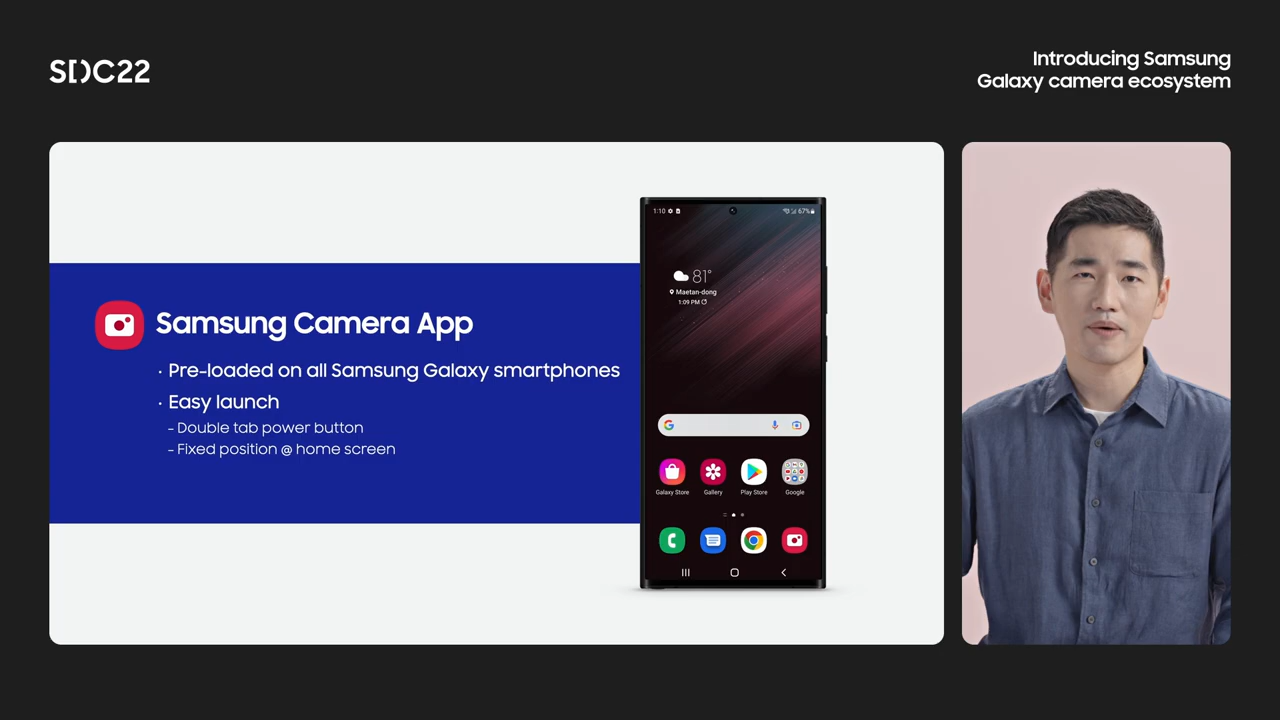 SDC22
Introducing Samsung
Galaxy camera ecosystem
Samsung Camera App
· Pre-loaded on all Samsung Galaxy smartphones
· Easy launch
- Double tab power button
- Fixed position @ home screen
1:10
67%
81°
Maetan-dong
1:09 PM
Galaxy Store
Gallery
Play Store
Google